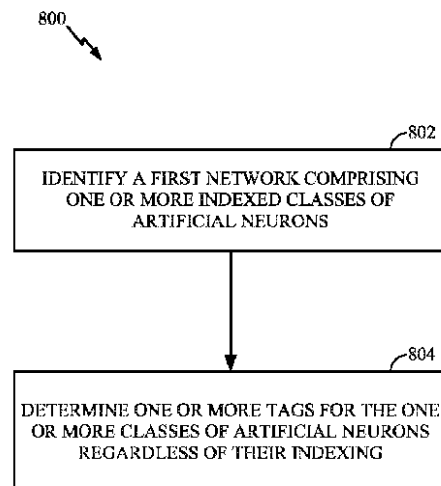 800
802
IDENTIFY A FIRST NETWORK COMPRISING
ONE OR MORE INDEXED CLASSES OF
ARTIFICIAL NEURONS
804
DETERMINE ONE OR MORE TAGS FOR THE ONE
OR MORE CLASSES OF ARTIFICIAL NEURONS
REGARDLESS OF THEIR INDEXING